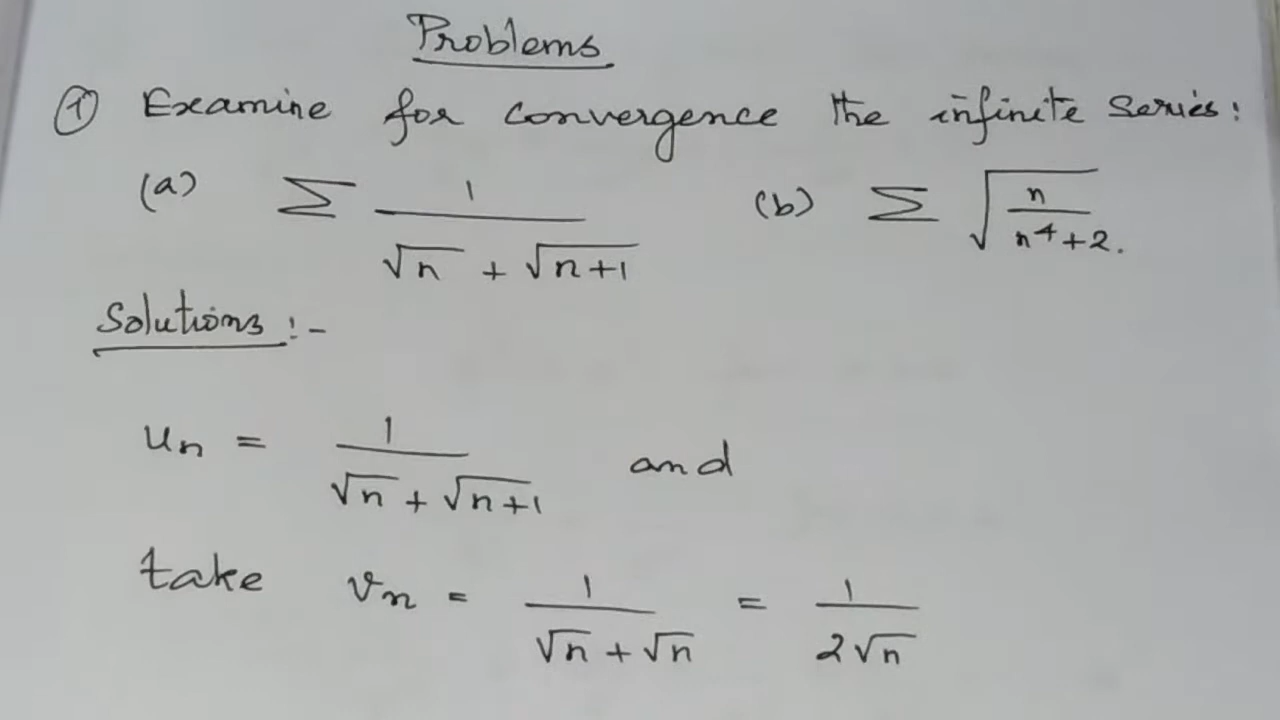 Problems
① Examine for convergence the infinite series:
(a) Σ 1/(√n + √(n+1)) (b) Σ √(n/(n⁴+2)).
Solutions :-
uₙ = 1/(√n + √(n+1)) and
take vₙ = 1/(√n + √n) = 1/(2√n)